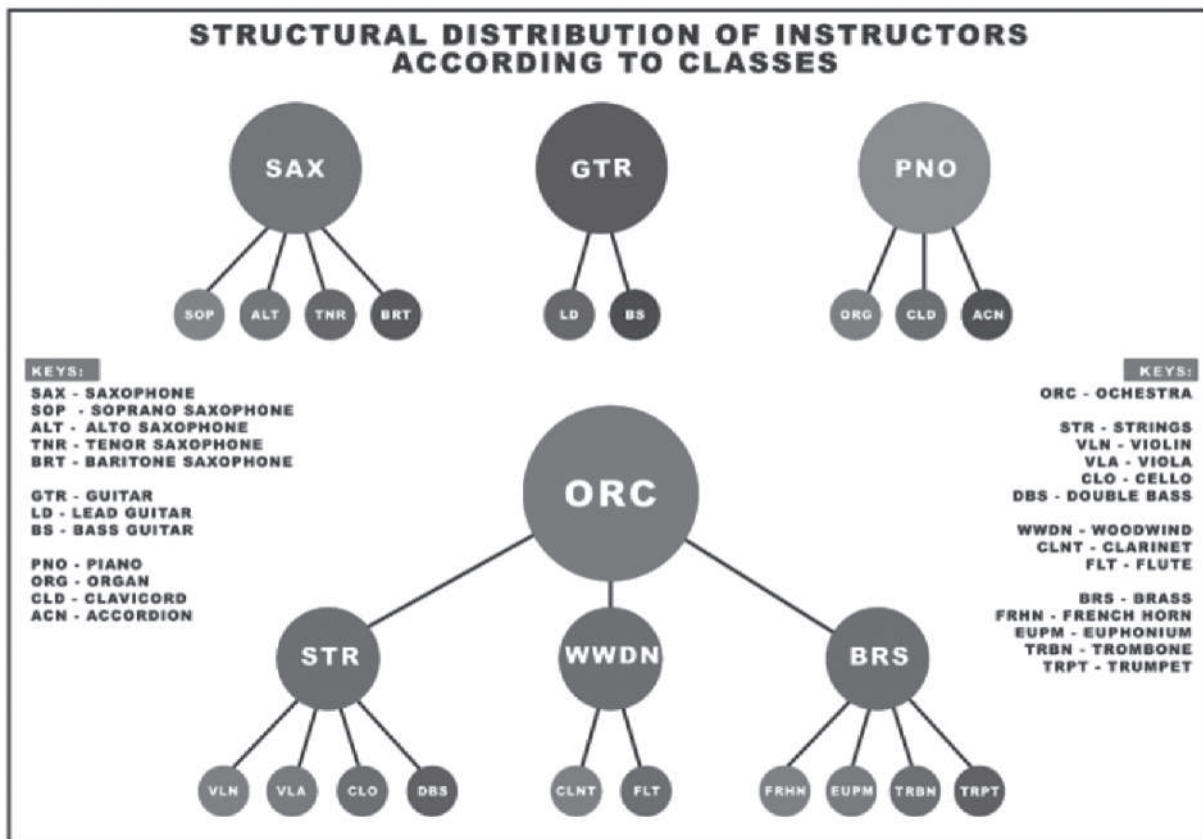 STRUCTURAL DISTRIBUTION OF INSTRUCTORS
ACCORDING TO CLASSES
SAX
GTR
PNO
SOP
ALT
TNR
BRT
LD
BS
ORG
CLD
ACN
KEYS:
SAX - SAXOPHONE
SOP - SOPRANO SAXOPHONE
ALT - ALTO SAXOPHONE
TNR - TENOR SAXOPHONE
BRT - BARITONE SAXOPHONE
GTR - GUITAR
LD - LEAD GUITAR
BS - BASS GUITAR
PNO - PIANO
ORG - ORGAN
CLD - CLAVICORD
ACN - ACCORDION
KEYS:
ORC - OCHESTRA
STR - STRINGS
VLN - VIOLIN
VLA - VIOLA
CLO - CELLO
DBS - DOUBLE BASS
WWDN - WOODWIND
CLNT - CLARINET
FLT - FLUTE
BRS - BRASS
FRHN - FRENCH HORN
EUPM - EUPHONIUM
TRBN - TROMBONE
TRPT - TRUMPET
ORC
STR
WWDN
BRS
VLN
VLA
CLO
DBS
CLNT
FLT
FRHN
EUPM
TRBN
TRPT